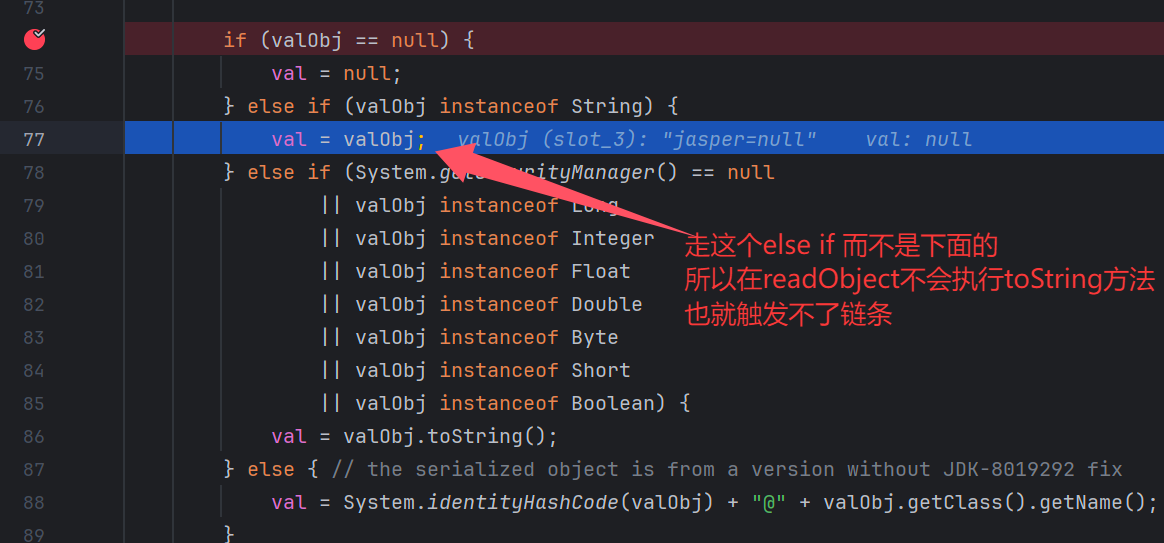 73
if (valObj == null) {
75 val = null;
76 } else if (valObj instanceof String) {
77 val = valObj; valObj (slot_3): "jasper=null" val: null
78 } else if (System.getSecurityManager() == null
79 || valObj instanceof Long
80 || valObj instanceof Integer
81 || valObj instanceof Float
82 || valObj instanceof Double
83 || valObj instanceof Byte
84 || valObj instanceof Short
85 || valObj instanceof Boolean) {
86 val = valObj.toString();
87 } else { // the serialized object is from a version without JDK-8019292 fix
88 val = System.identityHashCode(valObj) + "@" + valObj.getClass().getName();
89 }
走这个else if 而不是下面的
所以在readObject不会执行toString方法
也就触发不了链条